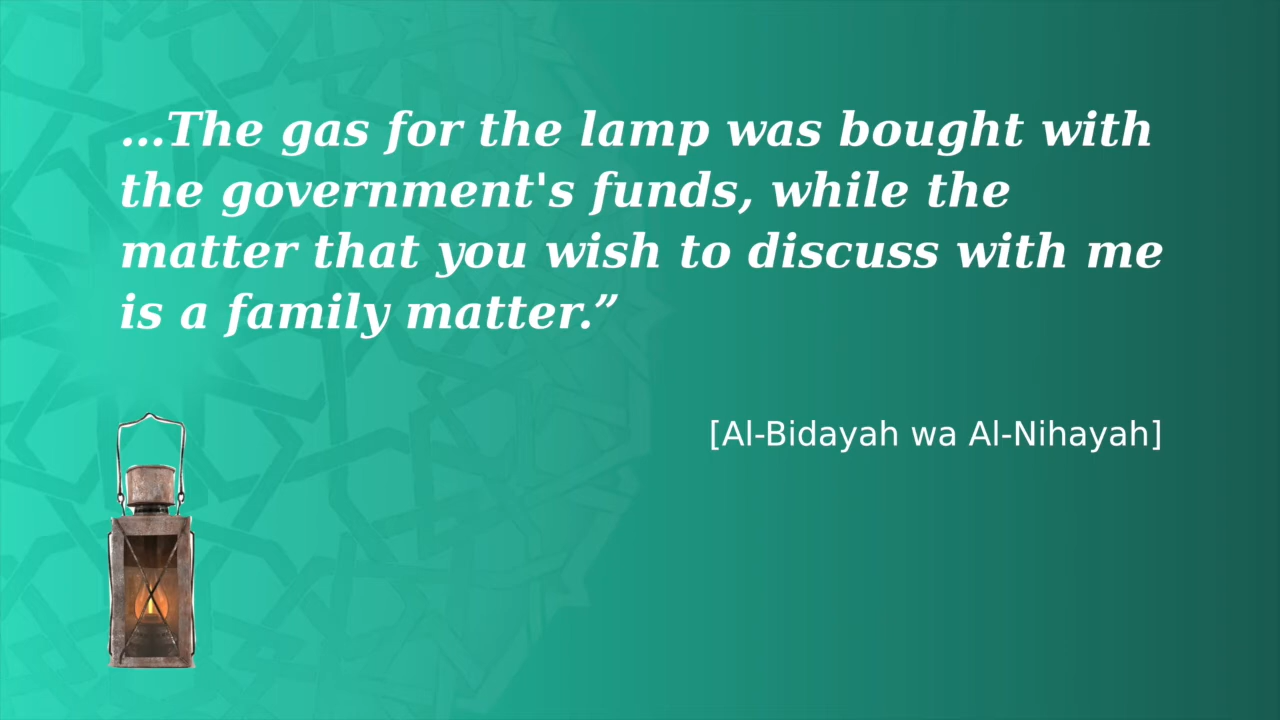 ...The gas for the lamp was bought with
the government's funds, while the
matter that you wish to discuss with me
is a family matter.”
[Al-Bidayah wa Al-Nihayah]